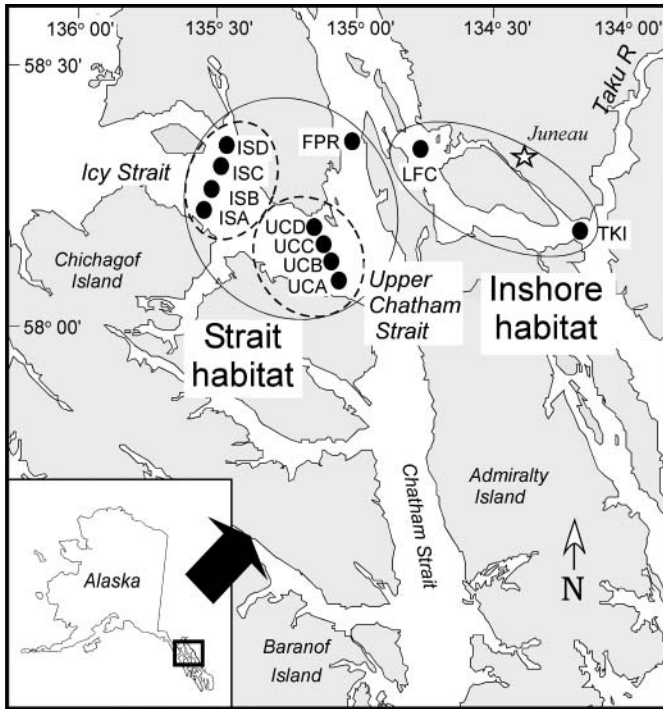 136° 00'
135° 30'
135° 00'
134° 30'
134° 00'
58° 30'
Taku R
Juneau
ISD
FPR
Icy Strait
ISC
LFC
ISB
ISA
TKI
UCD
UCC
Chichagof
Island
UCB
UCA
Upper
Chatham
Strait
Inshore
habitat
58° 00'
Strait
habitat
Chatham Strait
Admiralty
Island
Alaska
N
Baranof
Island